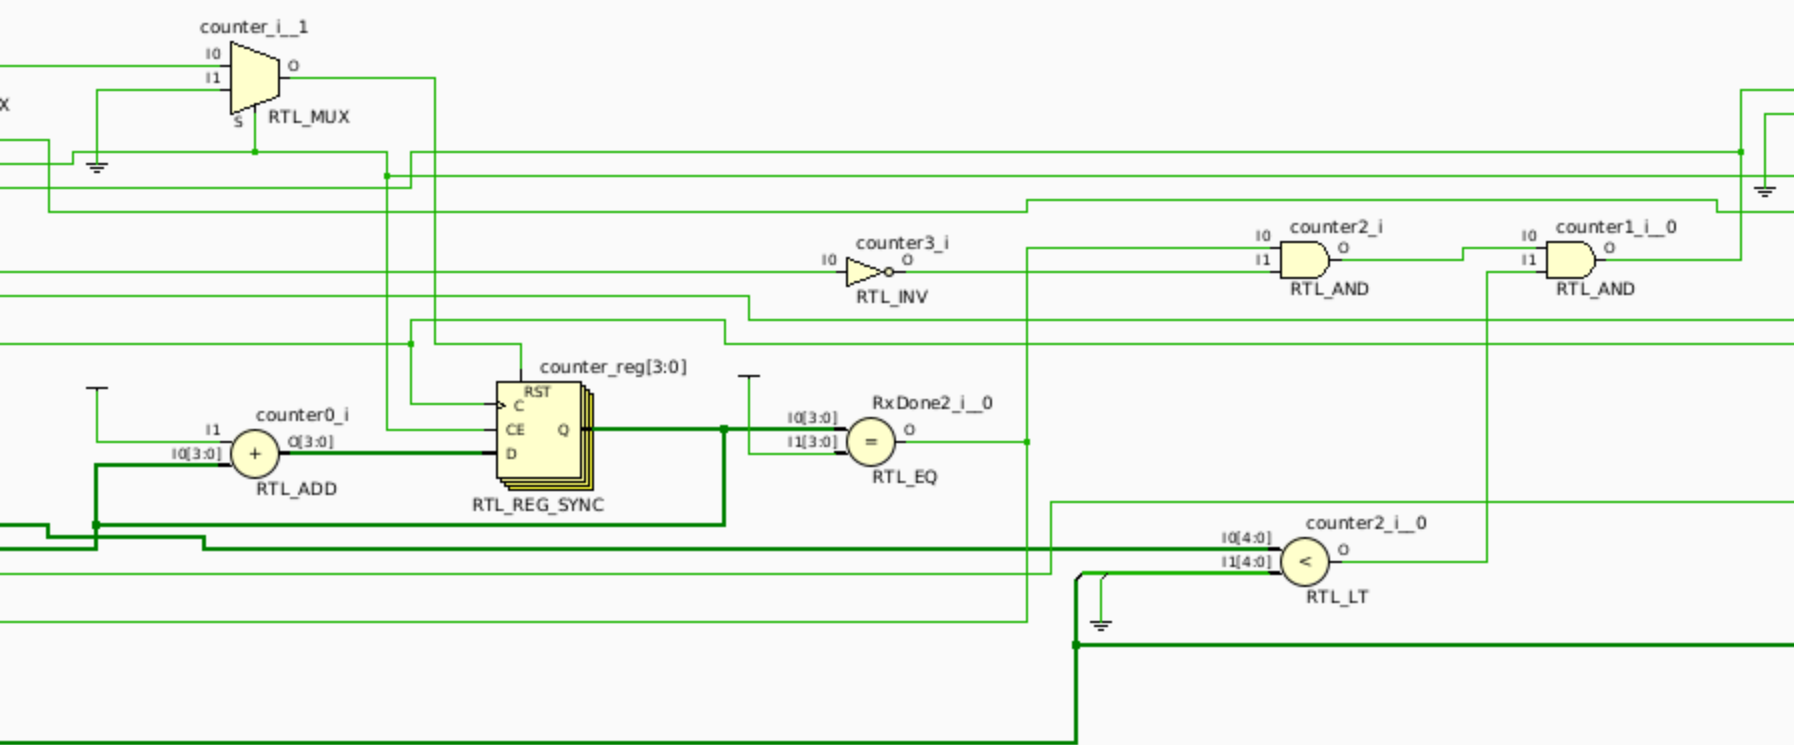 counter_i__1
I0
I1
O
S
RTL_MUX
X
counter3_i
I0
O
RTL_INV
counter2_i
I0
I1
O
RTL_AND
counter1_i__0
I0
I1
O
RTL_AND
counter_reg[3:0]
RST
C
CE
Q
D
RTL_REG_SYNC
counter0_i
I1
I0[3:0]
O[3:0]
+
RTL_ADD
RxDone2_i__0
I0[3:0]
I1[3:0]
O
=
RTL_EQ
counter2_i__0
I0[4:0]
I1[4:0]
O
<
RTL_LT